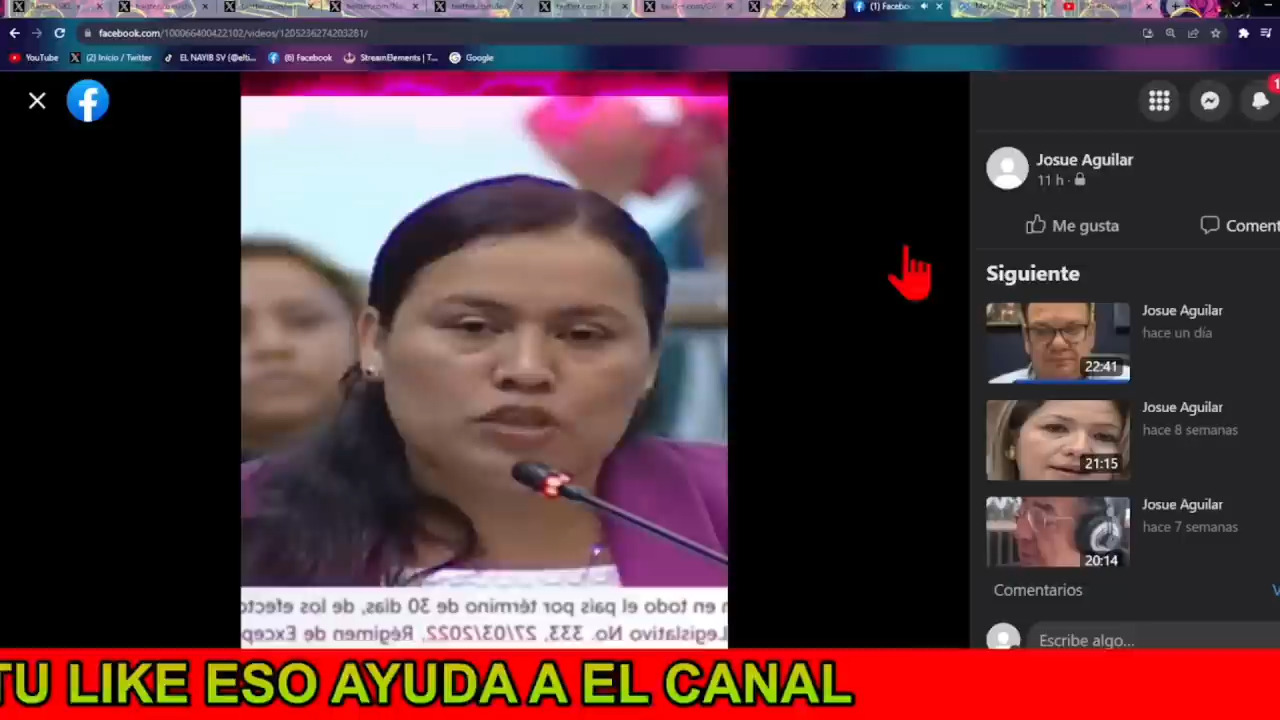 (1) Facebo
facebook.com/100066400422102/videos/1205236274203281/
YouTube
(2) Inicio / Twitter
EL NAYIB SV (@elti...
(6) Facebook
StreamElements | T...
Google
Josue Aguilar
11 h ·
Me gusta
Coment
Siguiente
Josue Aguilar
hace un día
22:41
Josue Aguilar
hace 8 semanas
21:15
Josue Aguilar
hace 7 semanas
20:14
Comentarios
Escribe algo...
n en todo el país por término de 30 días, de los efecto
Legislativo No. 333, 27/03/2022, Régimen de Excep
TU LIKE ESO AYUDA A EL CANAL